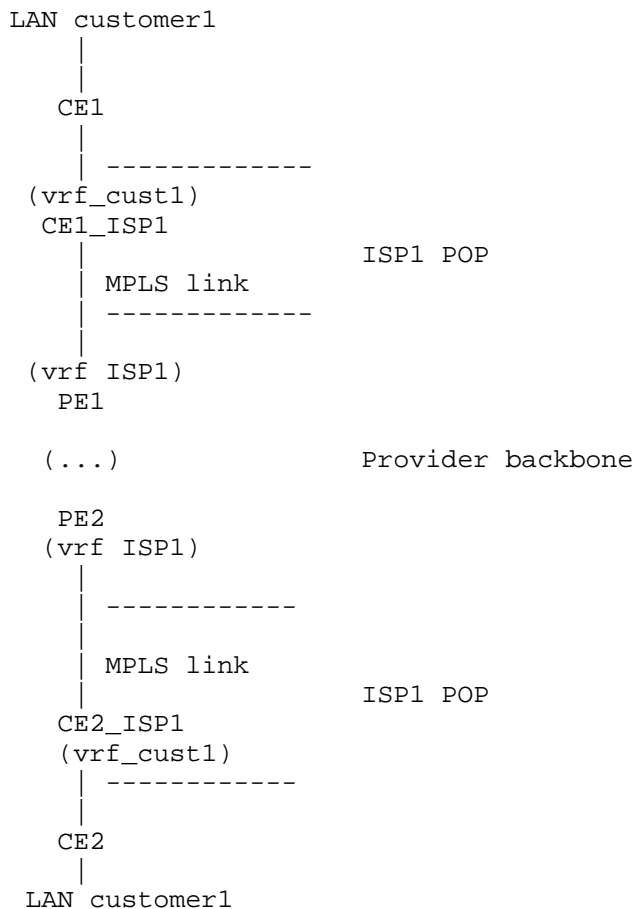 LAN customer1
|
|
CE1
|
| -------------
(vrf_cust1)
CE1_ISP1
| ISP1 POP
| MPLS link
| -------------
|
(vrf ISP1)
PE1
(...) Provider backbone
PE2
(vrf ISP1)
|
| ------------
|
| MPLS link
| ISP1 POP
CE2_ISP1
(vrf_cust1)
| ------------
|
CE2
|
LAN customer1